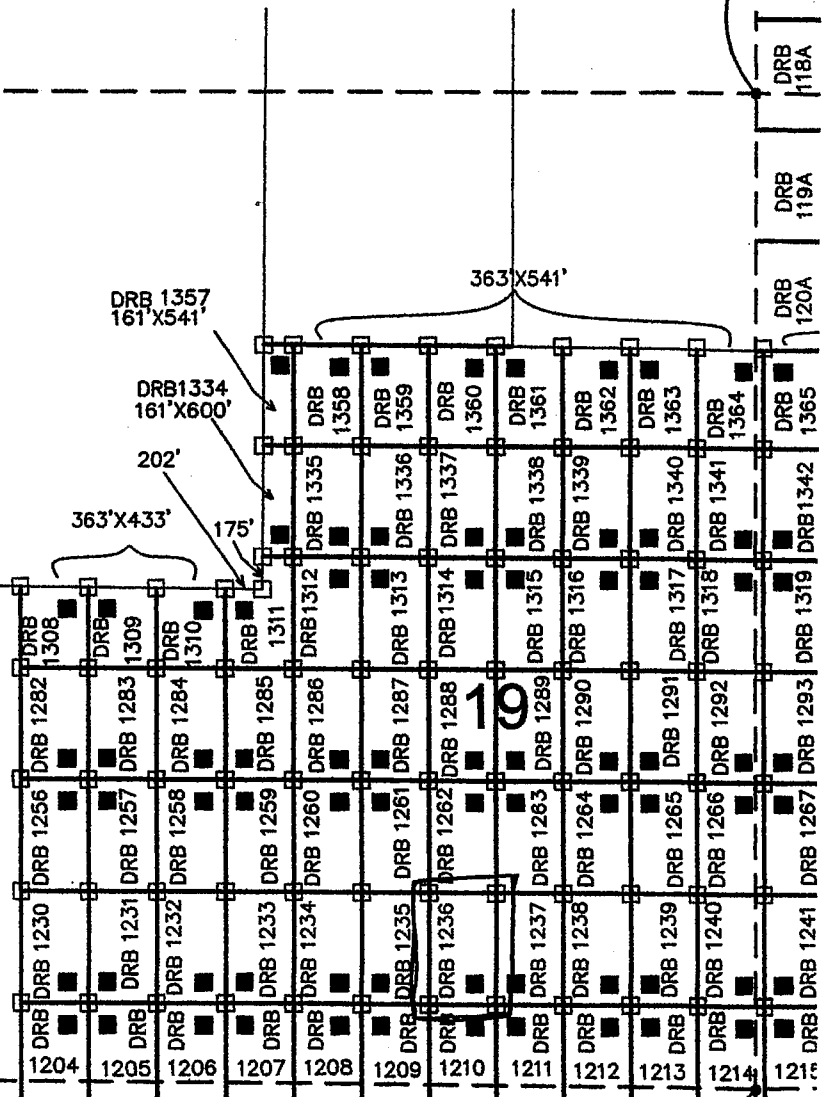 DRB
118A
DRB
119A
DRB
120A
363'X541'
DRB 1357
161'X541'
DRB1334
161'X600'
202'
363'X433'
175'
DRB
1358
DRB
1359
DRB
1360
DRB
1361
DRB
1362
DRB
1363
DRB
1364
DRB
1365
DRB 1335
DRB 1336
DRB 1337
DRB 1338
DRB 1339
DRB 1340
DRB 1341
DRB1342
DRB
1308
DRB
1309
DRB
1310
DRB
1311
DRB1312
DRB 1313
DRB 1314
DRB 1315
DRB 1316
DRB 1317
DRB 1318
DRB 1319
DRB 1282
DRB 1283
DRB 1284
DRB 1285
DRB 1286
DRB 1287
DRB 1288
19
DRB 1289
DRB 1290
DRB 1291
DRB 1292
DRB 1293
DRB 1256
DRB 1257
DRB 1258
DRB 1259
DRB 1260
DRB 1261
DRB 1262
DRB 1263
DRB 1264
DRB 1265
DRB 1266
DRB 1267
DRB 1230
DRB 1231
DRB 1232
DRB 1233
DRB 1234
DRB 1235
DRB 1236
DRB 1237
DRB 1238
DRB 1239
DRB 1240
DRB 1241
DRB
1204
DRB
1205
DRB
1206
DRB
1207
DRB
1208
DRB
1209
DRB
1210
DRB
1211
DRB
1212
DRB
1213
DRB
1214
DRB
1215